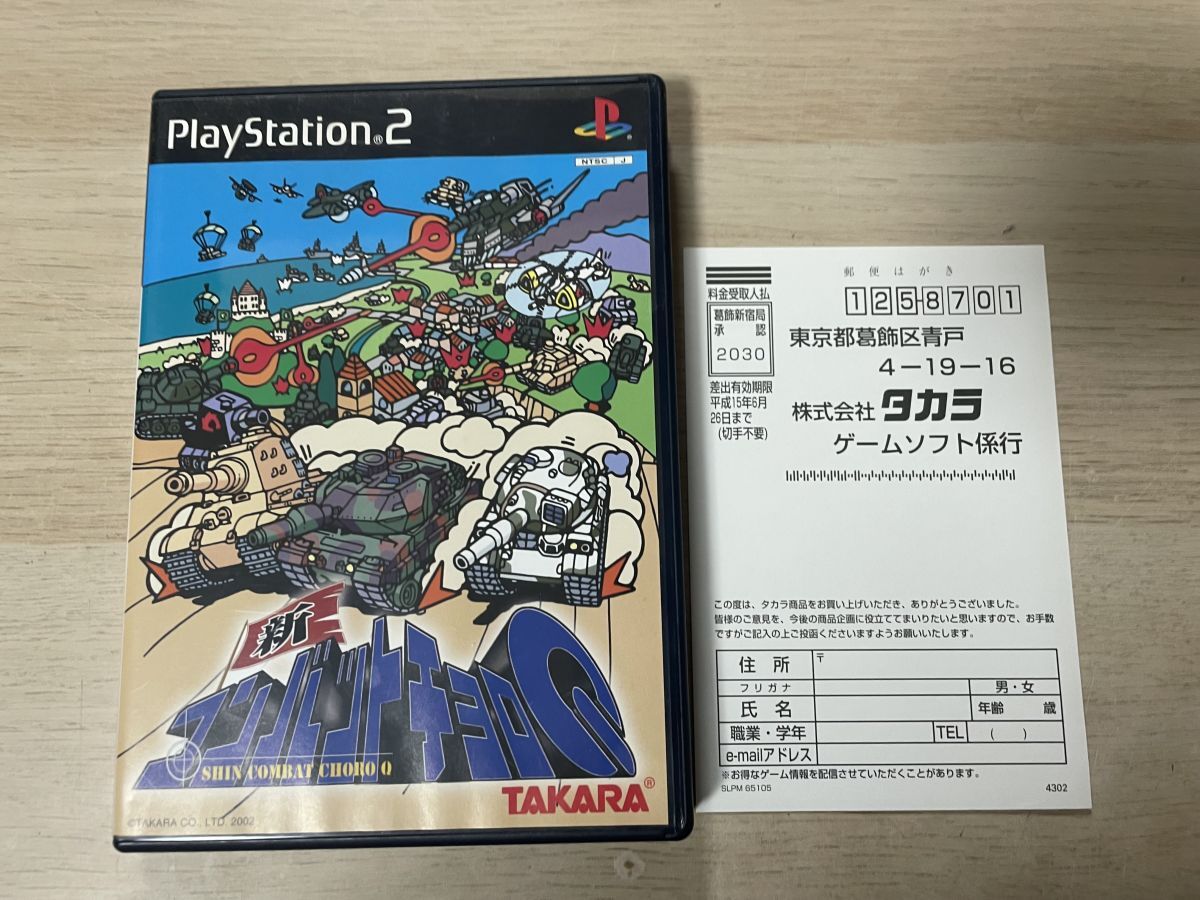 PlayStation®2
NTSC J
新
コンバットチョロQ
SHIN COMBAT CHORO Q
TAKARA®
©TAKARA CO., LTD. 2002
郵便はがき
料金受取人払
葛飾新宿局
承認
2030
差出有効期限
平成15年6月
26日まで
(切手不要)
125-8701
東京都葛飾区青戸
4-19-16
株式会社 タカラ
ゲームソフト係行
この度は、タカラ商品をお買い上げいただき、ありがとうございました。
皆様のご意見を、今後の商品企画に役立ててまいりたいと思いますので、お手数
ですがご記入の上ご投函くださいますようお願いいたします。
住所 〒
フリガナ 男・女
氏名 年齢 歳
職業・学年 TEL ( )
e-mailアドレス
※お得なゲーム情報を配信させていただくことがあります。
SLPM 65105 4302